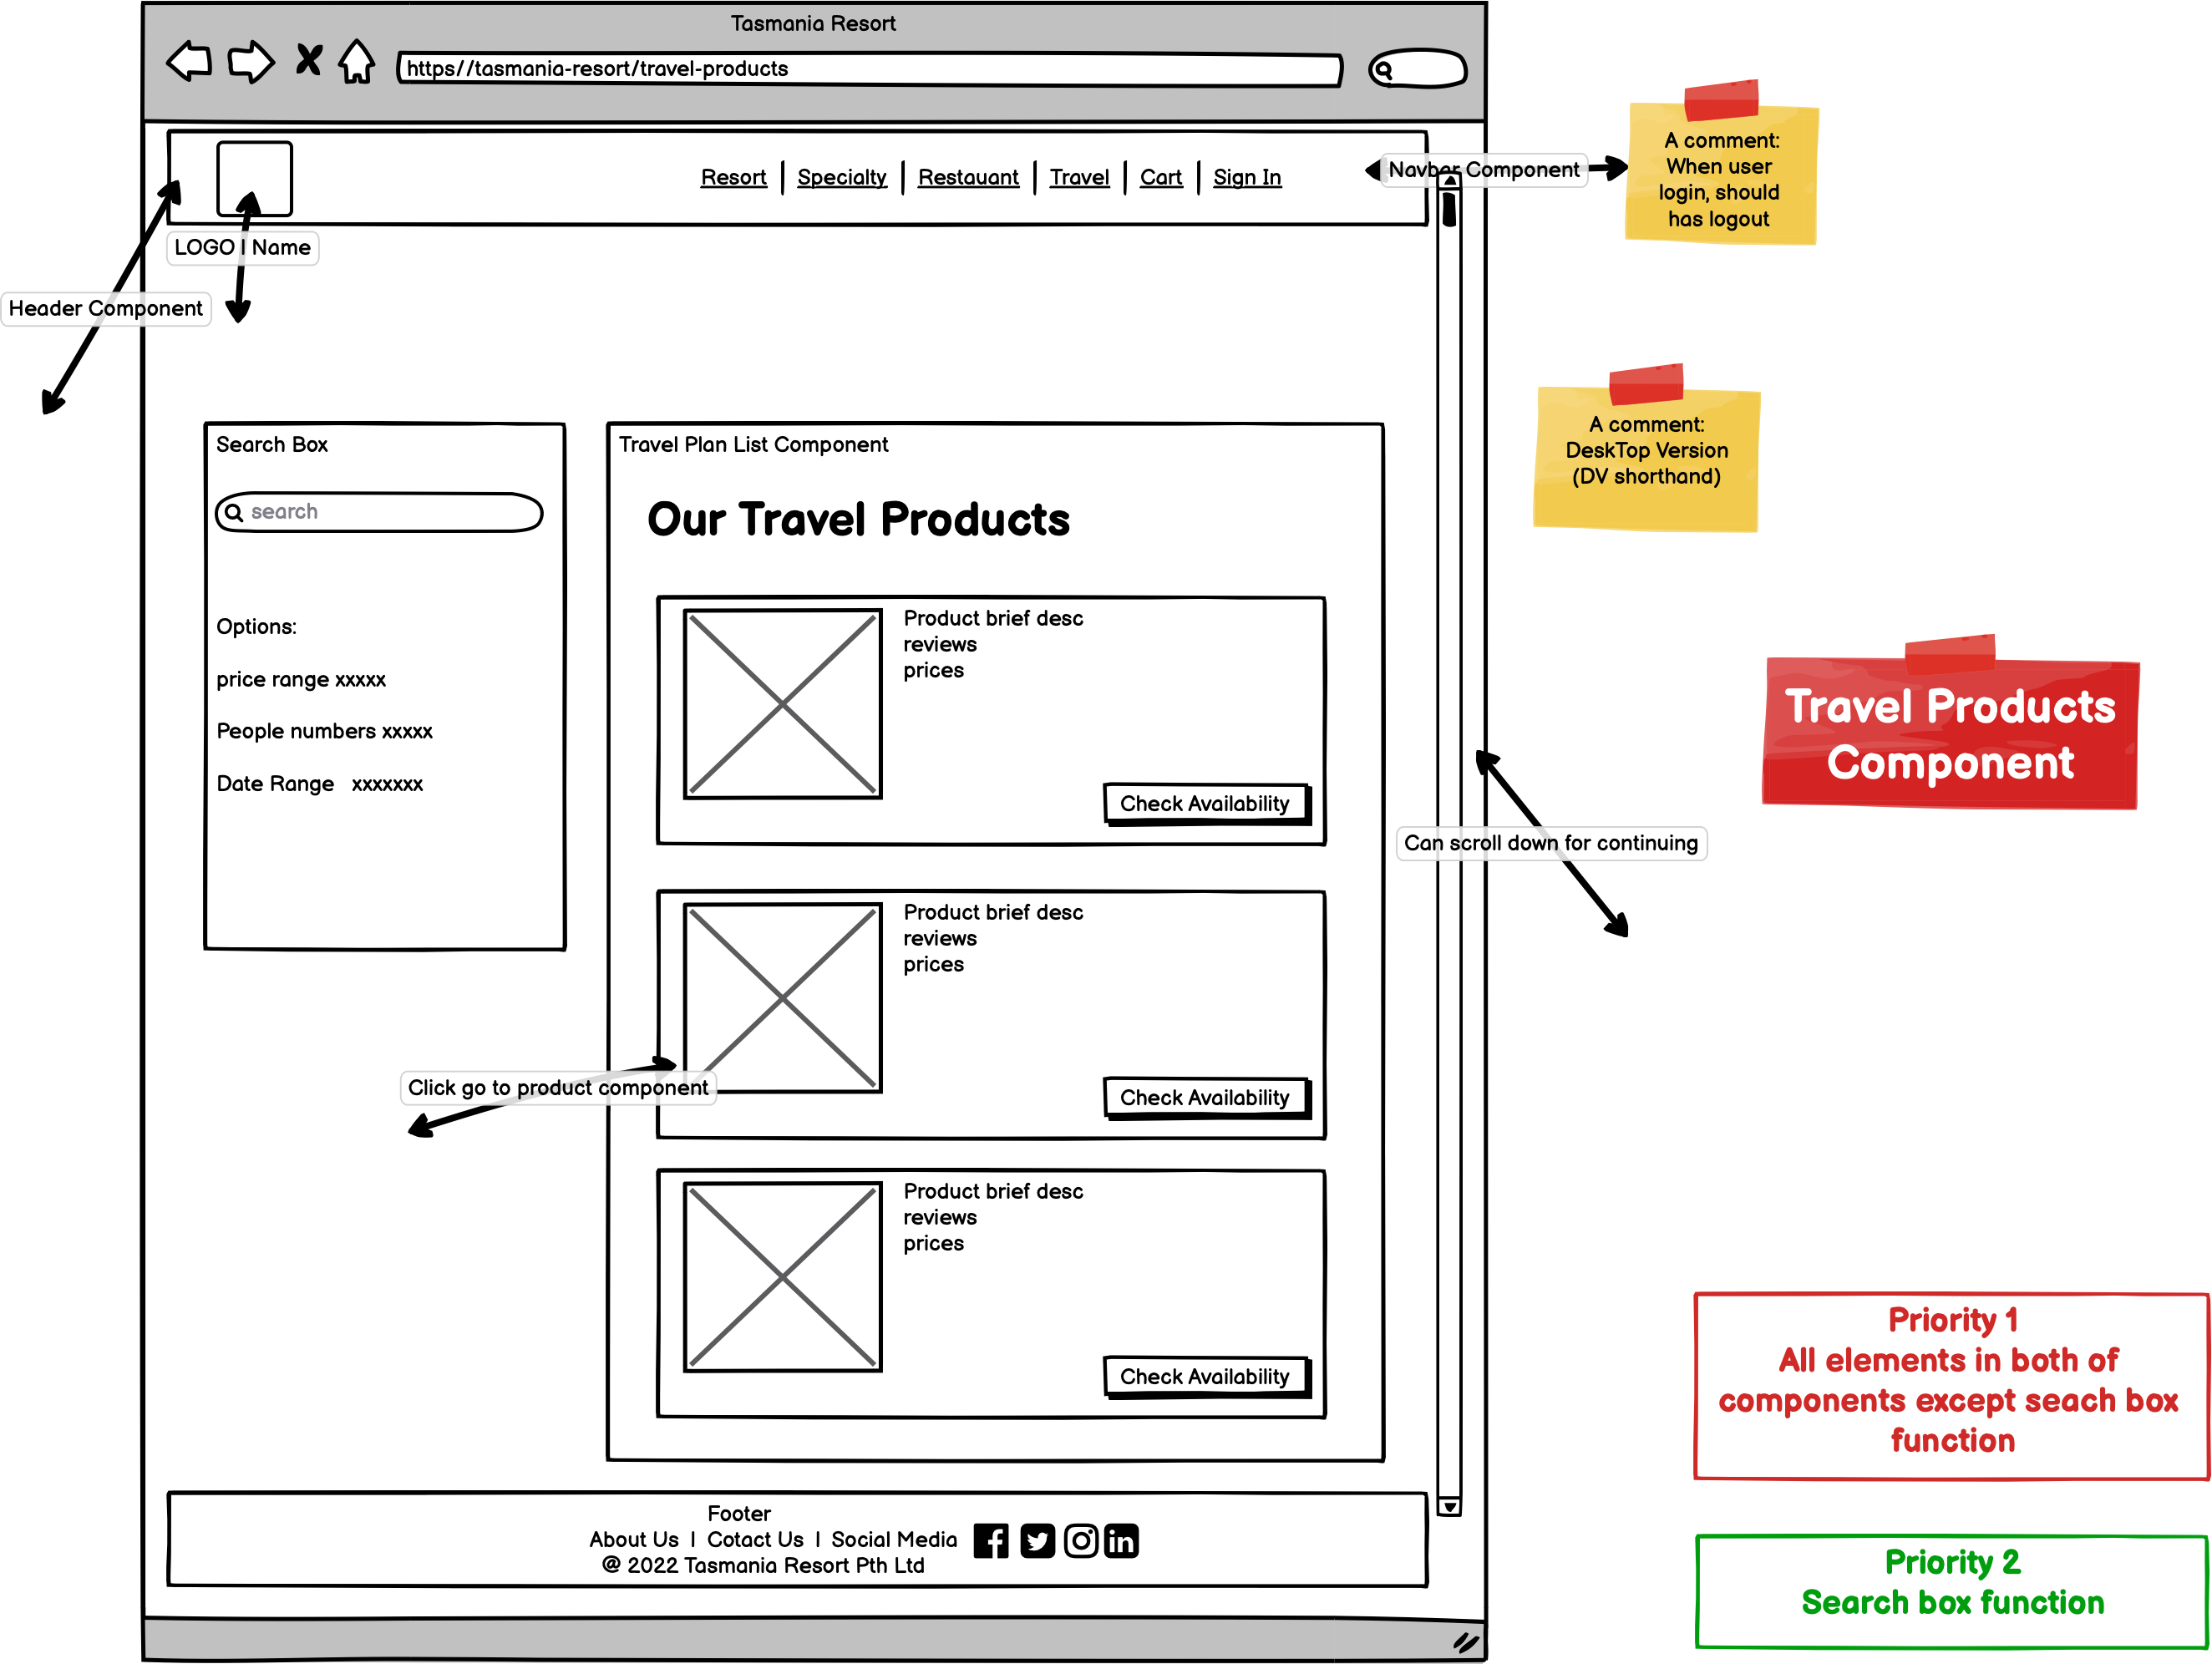 Tasmania Resort
https//tasmania-resort/travel-products
Resort
Specialty
Restauant
Travel
Cart
Sign In
Navbar Component
A comment:
When user
login, should
has logout
LOGO | Name
Header Component
A comment:
DeskTop Version
(DV shorthand)
Search Box
search
Options:
price range xxxxx
People numbers xxxxx
Date Range xxxxxxx
Travel Plan List Component
Our Travel Products
Product brief desc
reviews
prices
Check Availability
Travel Products
Component
Can scroll down for continuing
Product brief desc
reviews
prices
Check Availability
Click go to product component
Product brief desc
reviews
prices
Check Availability
Priority 1
All elements in both of
components except seach box
function
Footer
About Us | Cotact Us | Social Media
@ 2022 Tasmania Resort Pth Ltd
Priority 2
Search box function